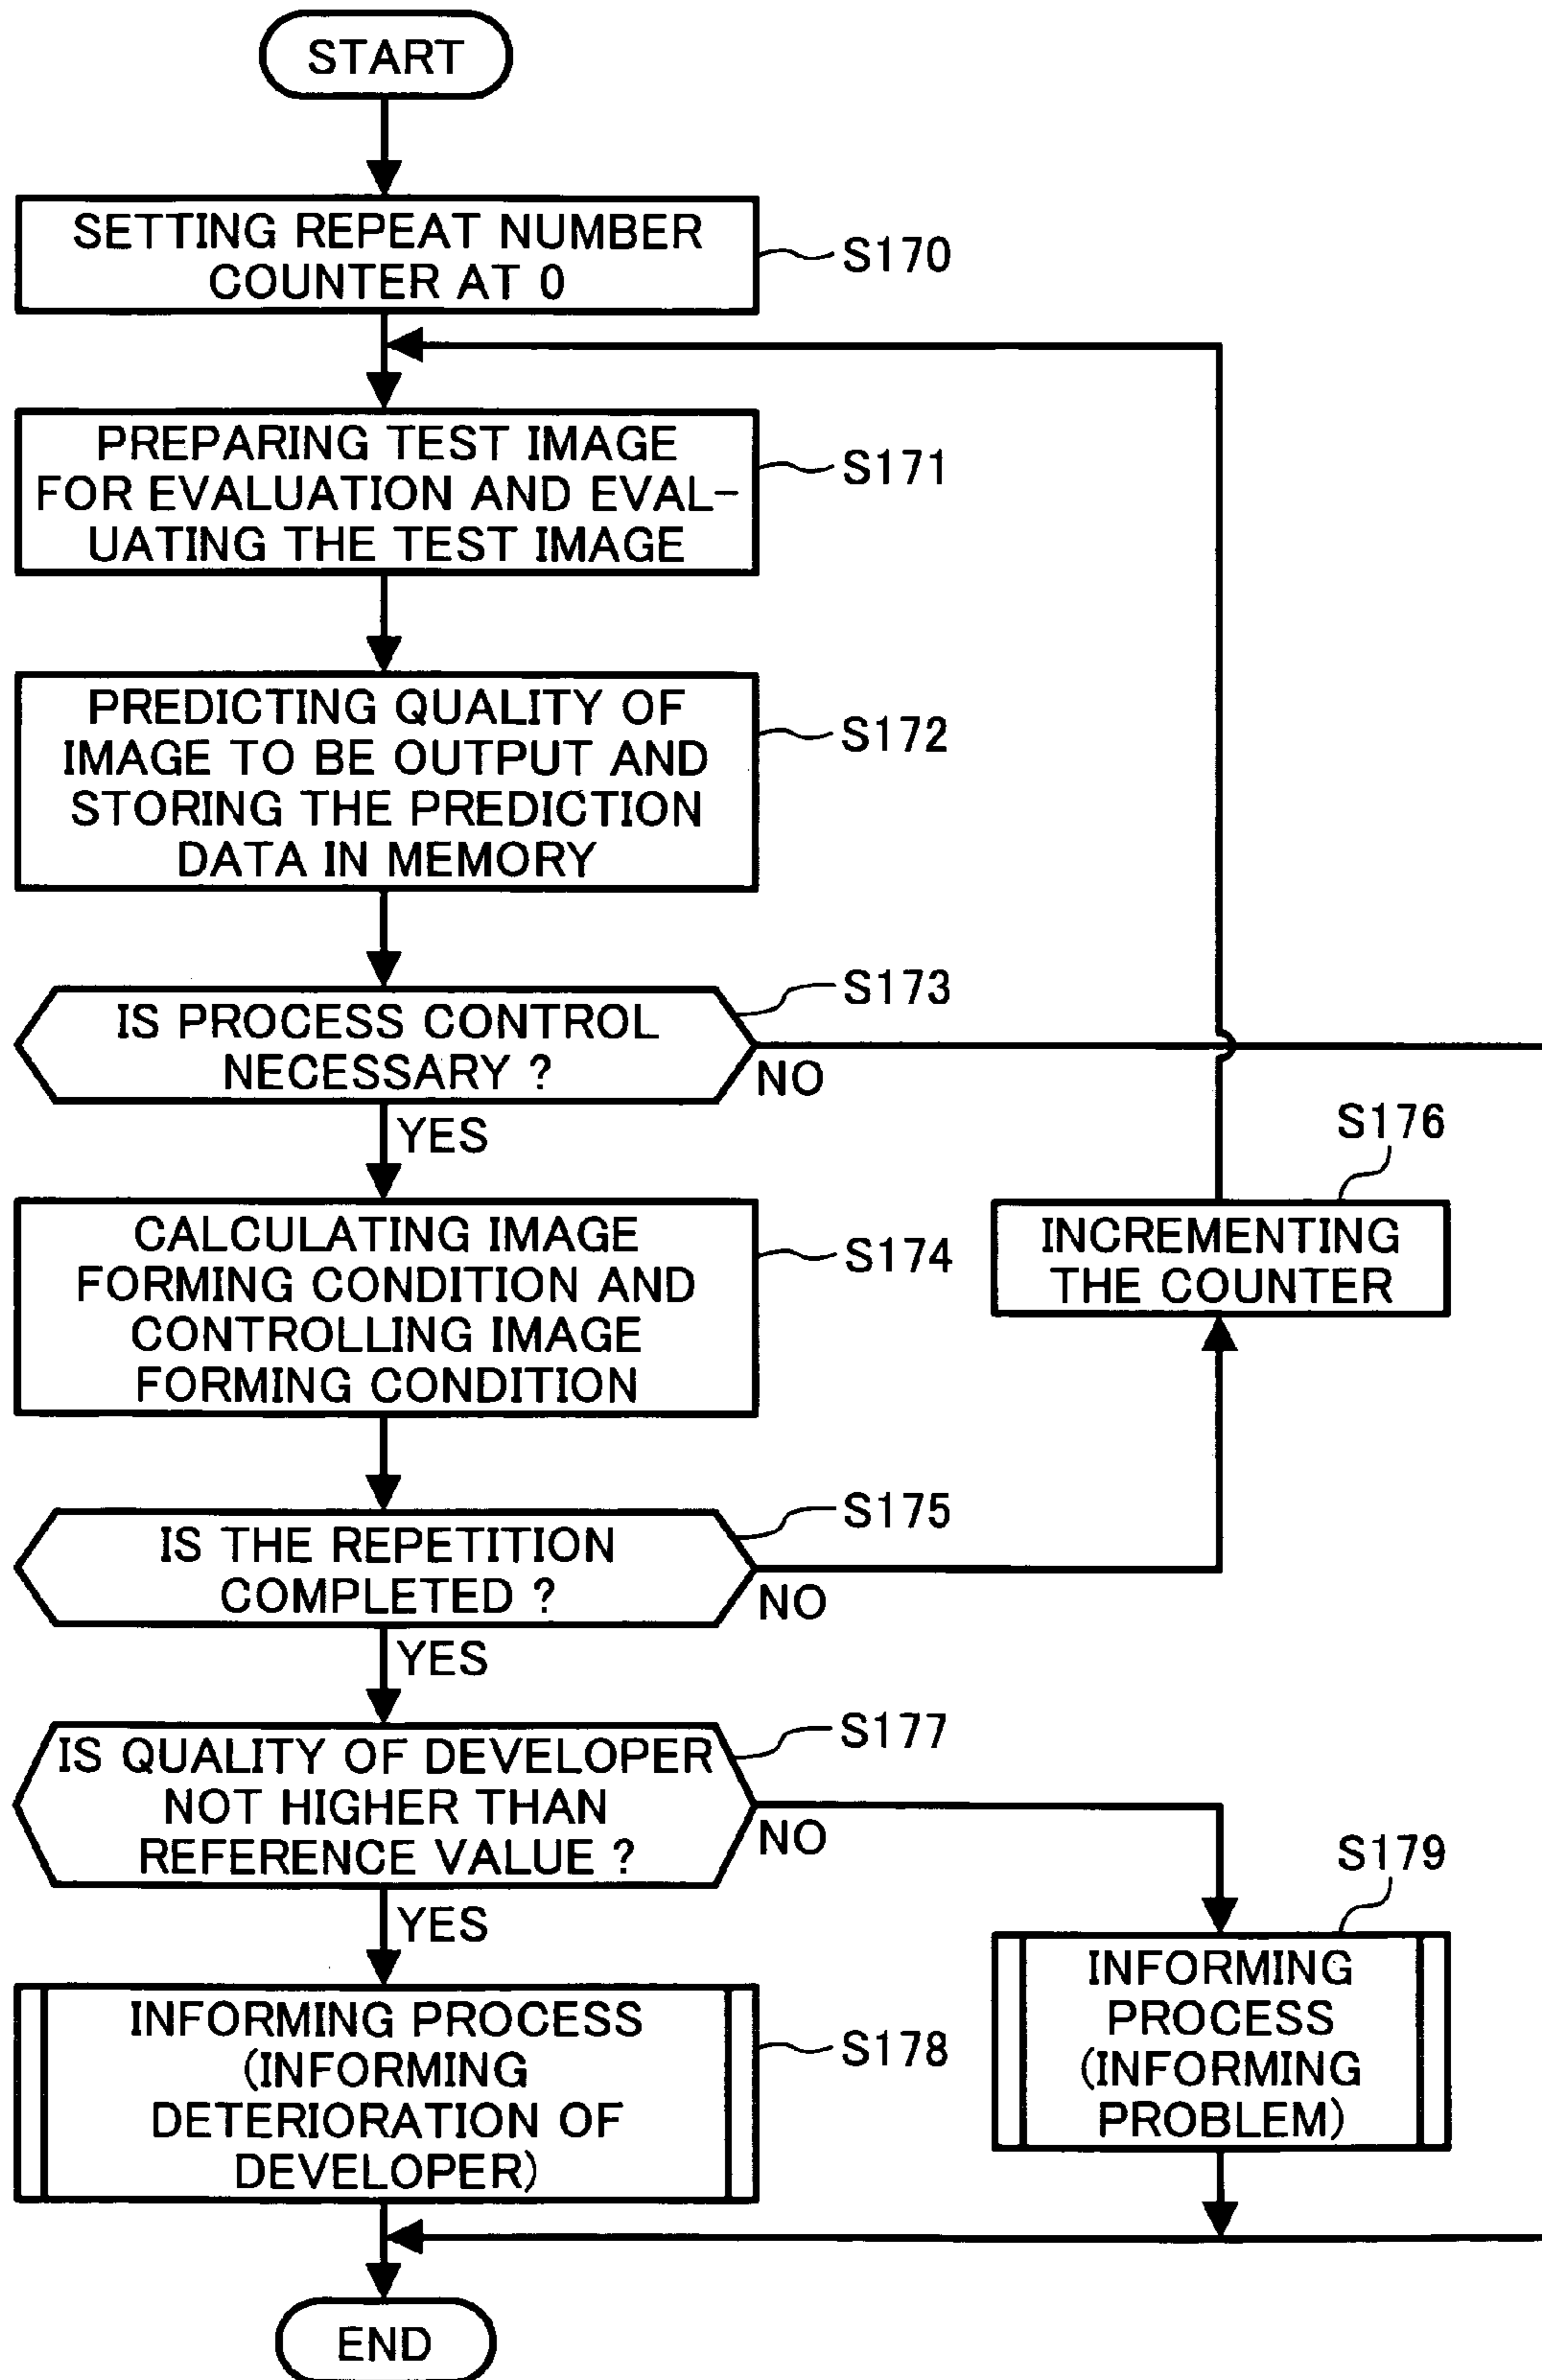 START
SETTING REPEAT NUMBER
COUNTER AT 0
S170
PREPARING TEST IMAGE
FOR EVALUATION AND EVAL-
UATING THE TEST IMAGE
S171
PREDICTING QUALITY OF
IMAGE TO BE OUTPUT AND
STORING THE PREDICTION
DATA IN MEMORY
S172
IS PROCESS CONTROL
NECESSARY ?
S173
NO
YES
CALCULATING IMAGE
FORMING CONDITION AND
CONTROLLING IMAGE
FORMING CONDITION
S174
S176
INCREMENTING
THE COUNTER
IS THE REPETITION
COMPLETED ?
S175
NO
YES
IS QUALITY OF DEVELOPER
NOT HIGHER THAN
REFERENCE VALUE ?
S177
NO
YES
INFORMING PROCESS
(INFORMING
DETERIORATION OF
DEVELOPER)
S178
S179
INFORMING
PROCESS
(INFORMING
PROBLEM)
END